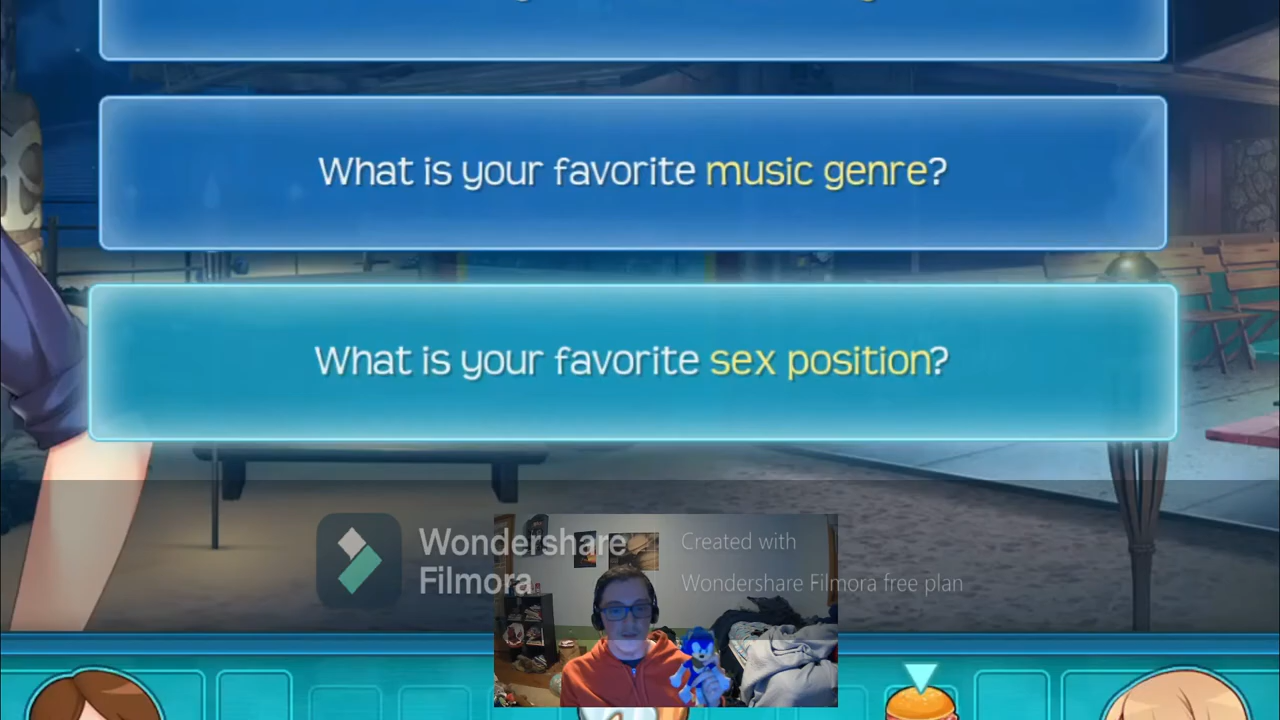 What is your favorite music genre?
What is your favorite sex position?
Wondershare
Filmora
Created with
Wondershare Filmora free plan